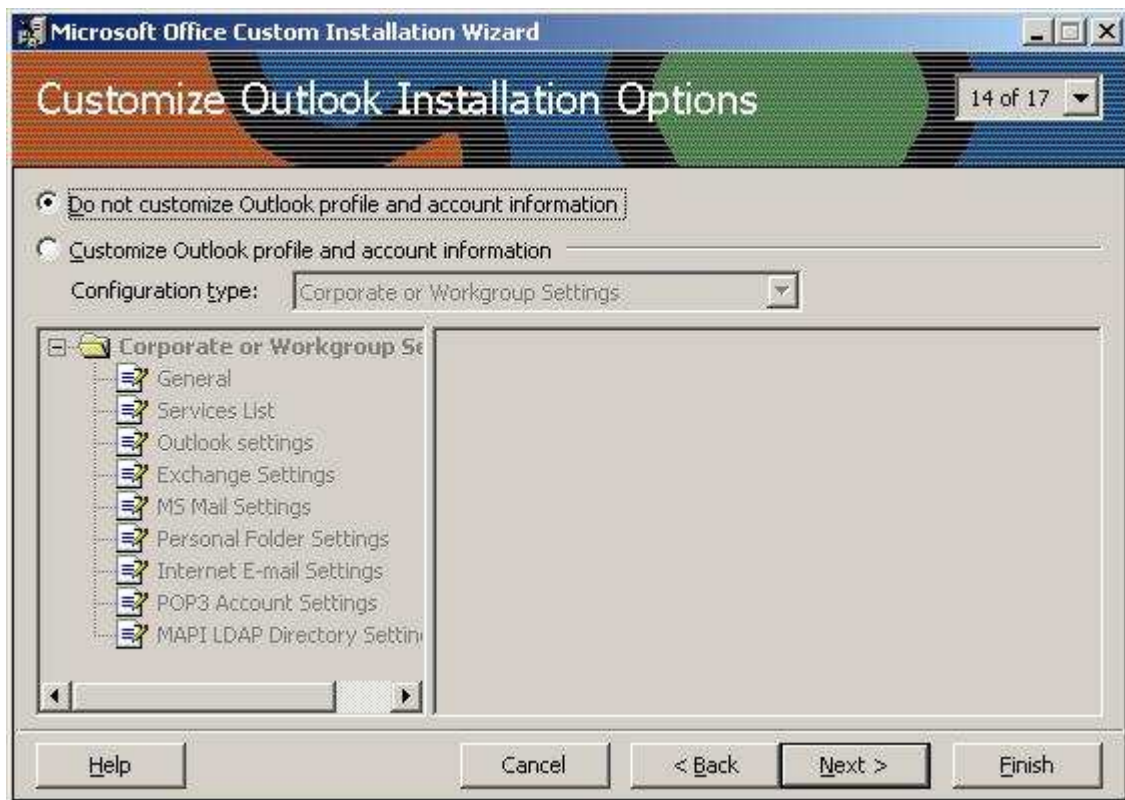 Microsoft Office Custom Installation Wizard
Customize Outlook Installation Options
14 of 17
Do not customize Outlook profile and account information
Customize Outlook profile and account information
Configuration type: Corporate or Workgroup Settings
Corporate or Workgroup Se
General
Services List
Outlook settings
Exchange Settings
MS Mail Settings
Personal Folder Settings
Internet E-mail Settings
POP3 Account Settings
MAPI LDAP Directory Settin
Help Cancel < Back Next > Finish